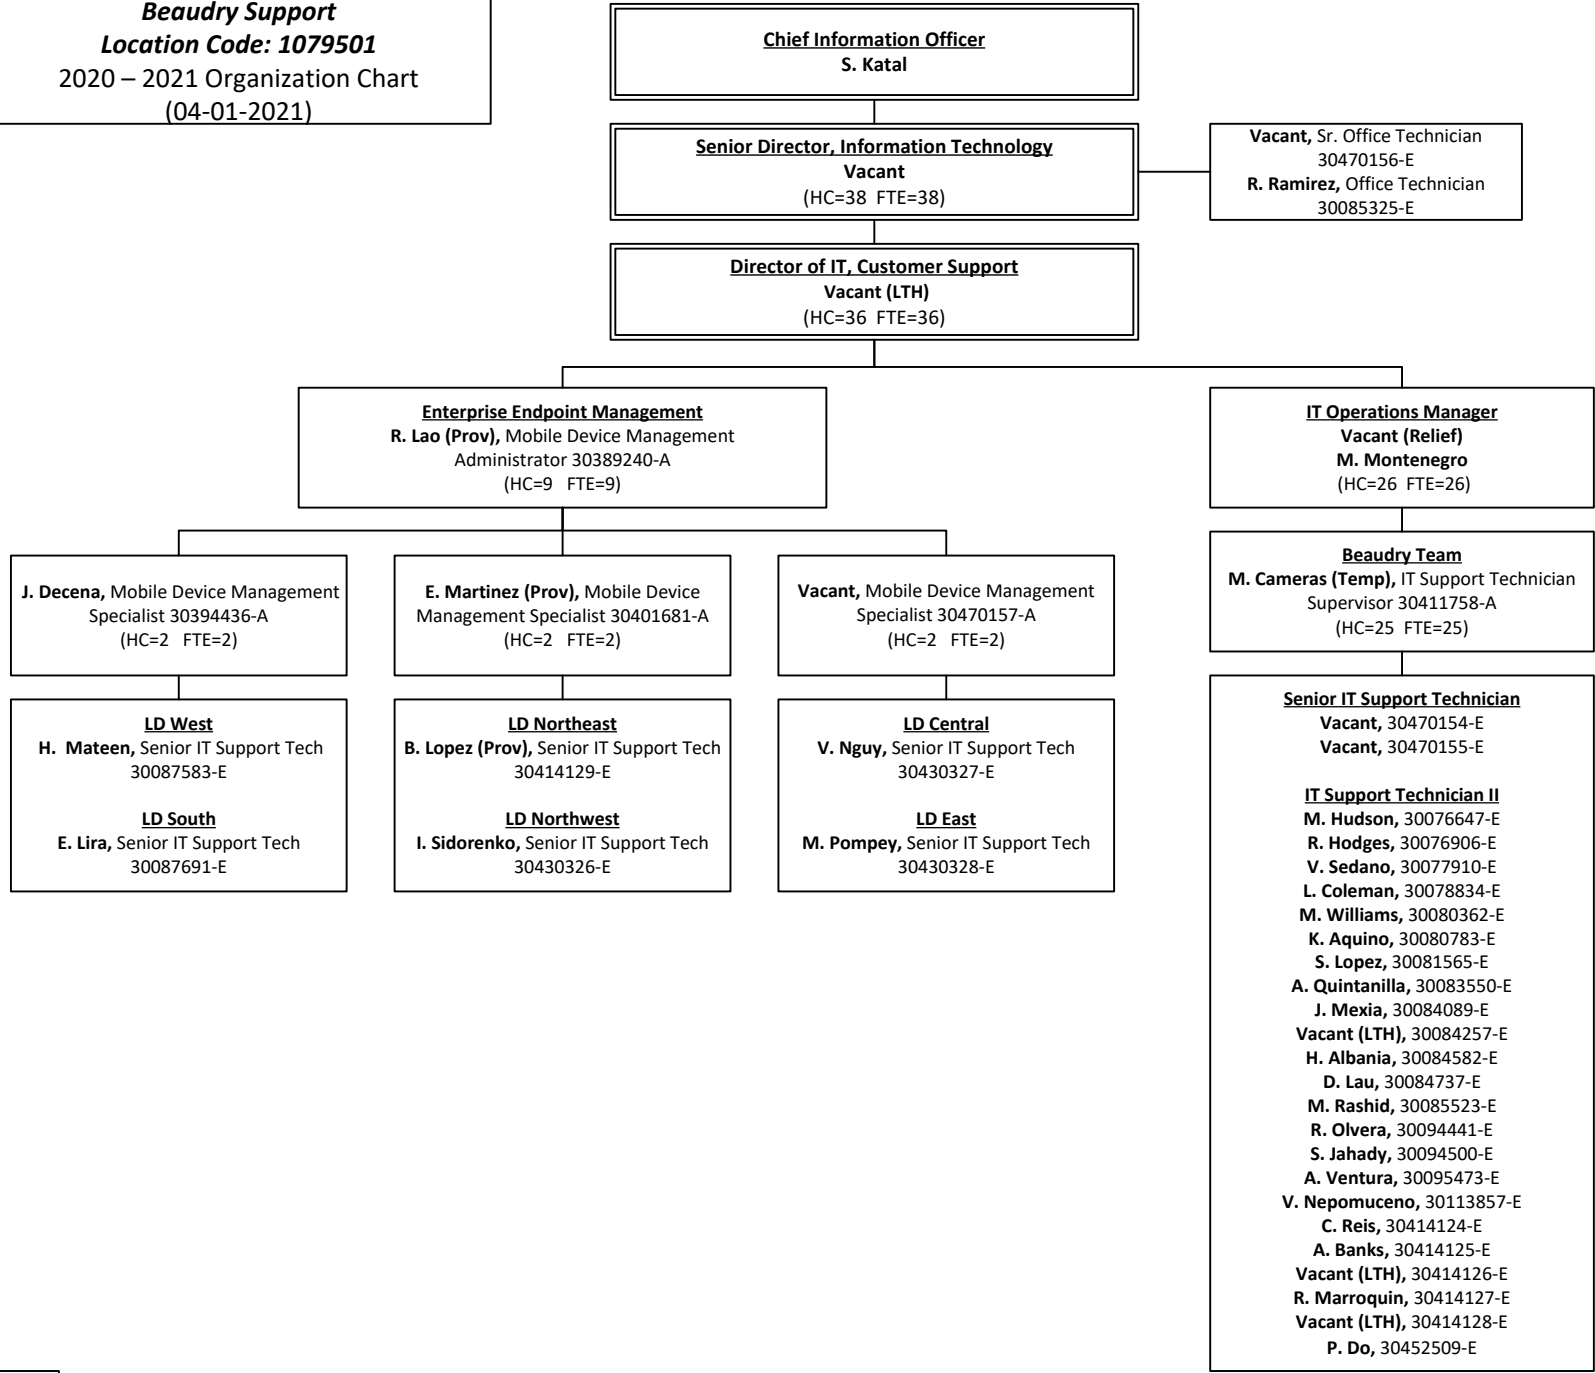 Beaudry Support
Location Code: 1079501
2020 – 2021 Organization Chart
(04-01-2021)
Chief Information Officer
S. Katal
Senior Director, Information Technology
Vacant
(HC=38 FTE=38)
Vacant, Sr. Office Technician
30470156-E
R. Ramirez, Office Technician
30085325-E
Director of IT, Customer Support
Vacant (LTH)
(HC=36 FTE=36)
Enterprise Endpoint Management
R. Lao (Prov), Mobile Device Management
Administrator 30389240-A
(HC=9 FTE=9)
IT Operations Manager
Vacant (Relief)
M. Montenegro
(HC=26 FTE=26)
J. Decena, Mobile Device Management
Specialist 30394436-A
(HC=2 FTE=2)
E. Martinez (Prov), Mobile Device
Management Specialist 30401681-A
(HC=2 FTE=2)
Vacant, Mobile Device Management
Specialist 30470157-A
(HC=2 FTE=2)
Beaudry Team
M. Cameras (Temp), IT Support Technician
Supervisor 30411758-A
(HC=25 FTE=25)
LD West
H. Mateen, Senior IT Support Tech
30087583-E
LD South
E. Lira, Senior IT Support Tech
30087691-E
LD Northeast
B. Lopez (Prov), Senior IT Support Tech
30414129-E
LD Northwest
I. Sidorenko, Senior IT Support Tech
30430326-E
LD Central
V. Nguy, Senior IT Support Tech
30430327-E
LD East
M. Pompey, Senior IT Support Tech
30430328-E
Senior IT Support Technician
Vacant, 30470154-E
Vacant, 30470155-E
IT Support Technician II
M. Hudson, 30076647-E
R. Hodges, 30076906-E
V. Sedano, 30077910-E
L. Coleman, 30078834-E
M. Williams, 30080362-E
K. Aquino, 30080783-E
S. Lopez, 30081565-E
A. Quintanilla, 30083550-E
J. Mexia, 30084089-E
Vacant (LTH), 30084257-E
H. Albania, 30084582-E
D. Lau, 30084737-E
M. Rashid, 30085523-E
R. Olvera, 30094441-E
S. Jahady, 30094500-E
A. Ventura, 30095473-E
V. Nepomuceno, 30113857-E
C. Reis, 30414124-E
A. Banks, 30414125-E
Vacant (LTH), 30414126-E
R. Marroquin, 30414127-E
Vacant (LTH), 30414128-E
P. Do, 30452509-E